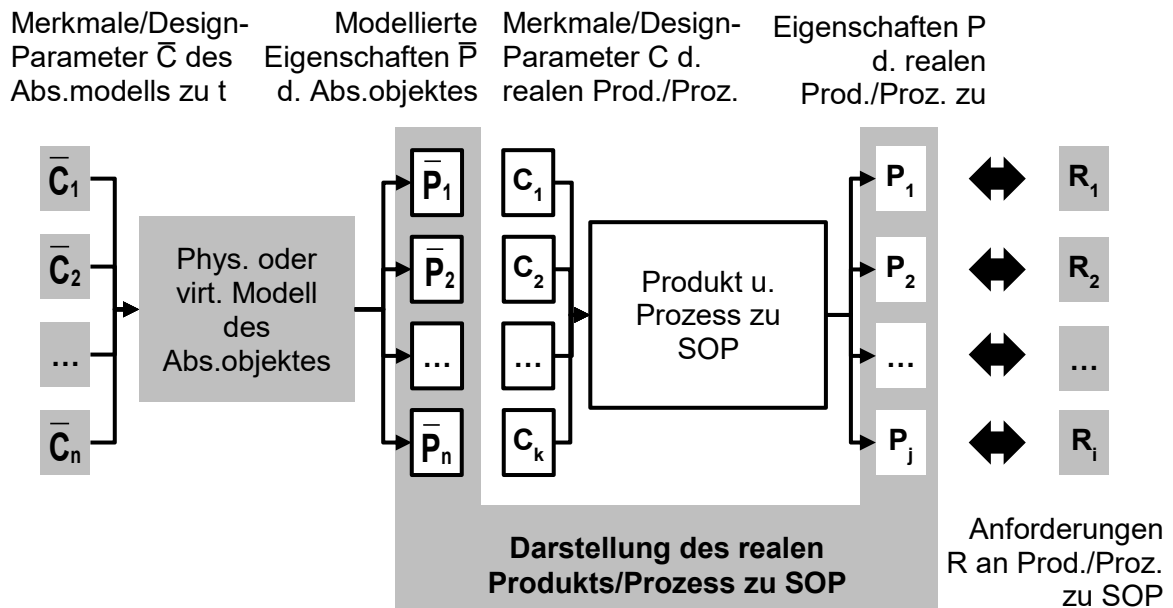 Merkmale/Design-
Parameter C̅ des
Abs.modells zu t
Modellierte
Eigenschaften P̅
d. Abs.objektes
Merkmale/Design-
Parameter C d.
realen Prod./Proz.
Eigenschaften P
d. realen
Prod./Proz. zu
C̅1
C̅2
...
C̅n
Phys. oder
virt. Modell
des
Abs.objektes
P̅1
P̅2
...
P̅n
C1
C2
...
Ck
Produkt u.
Prozess zu
SOP
P1
P2
...
Pj
R1
R2
...
Ri
Darstellung des realen
Produkts/Prozess zu SOP
Anforderungen
R an Prod./Proz.
zu SOP